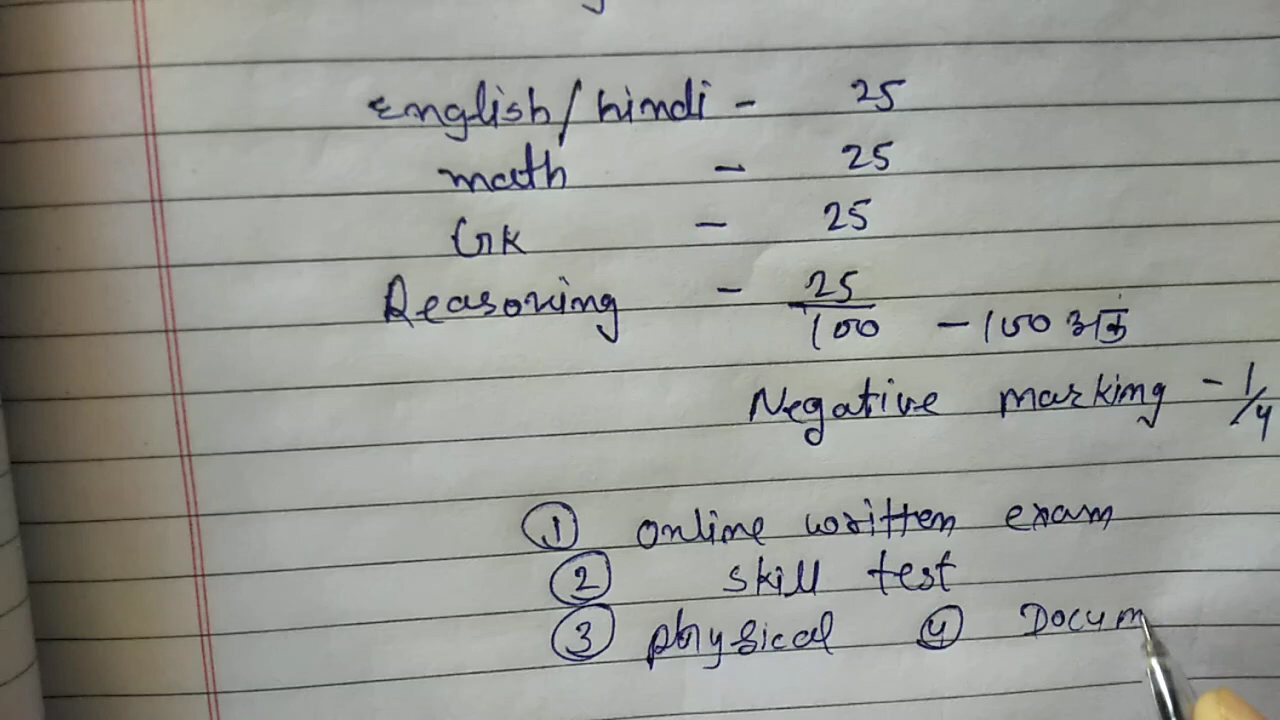 English/hindi - 25
math - 25
GK - 25
Reasoning - 25
100 - 100 अंक
Negative marking - 1/4
① online written exam
② skill test
③ physical ④ Docum